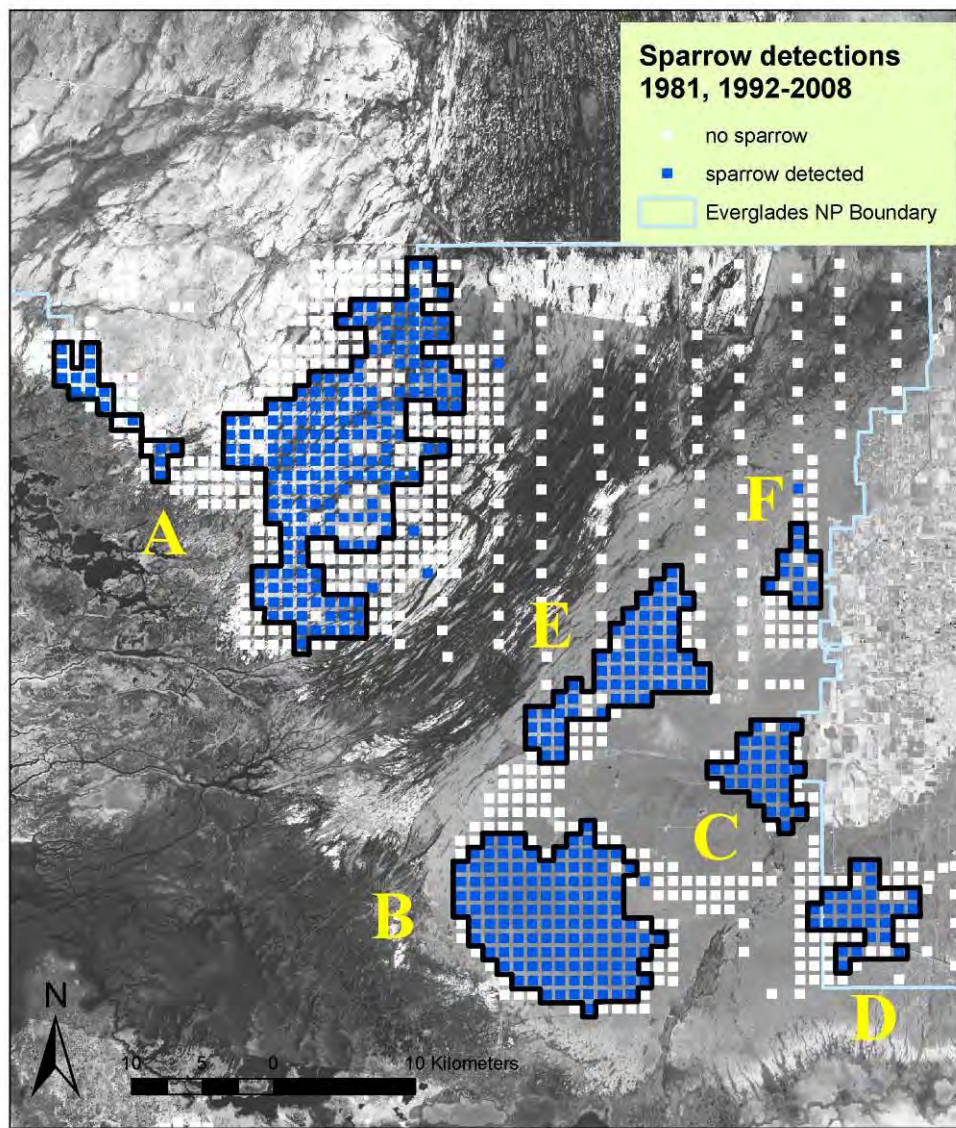 Sparrow detections
1981, 1992-2008
no sparrow
sparrow detected
Everglades NP Boundary
F
A
E
C
B
N
D
10 5 0 10 Kilometers